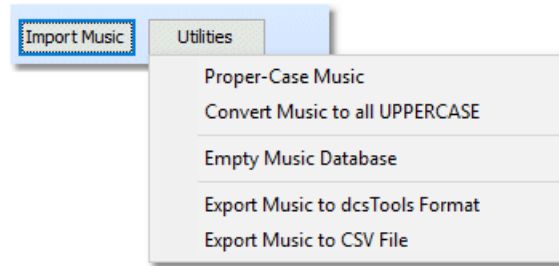 Import Music
Utilities
Proper-Case Music
Convert Music to all UPPERCASE
Empty Music Database
Export Music to dcsTools Format
Export Music to CSV File